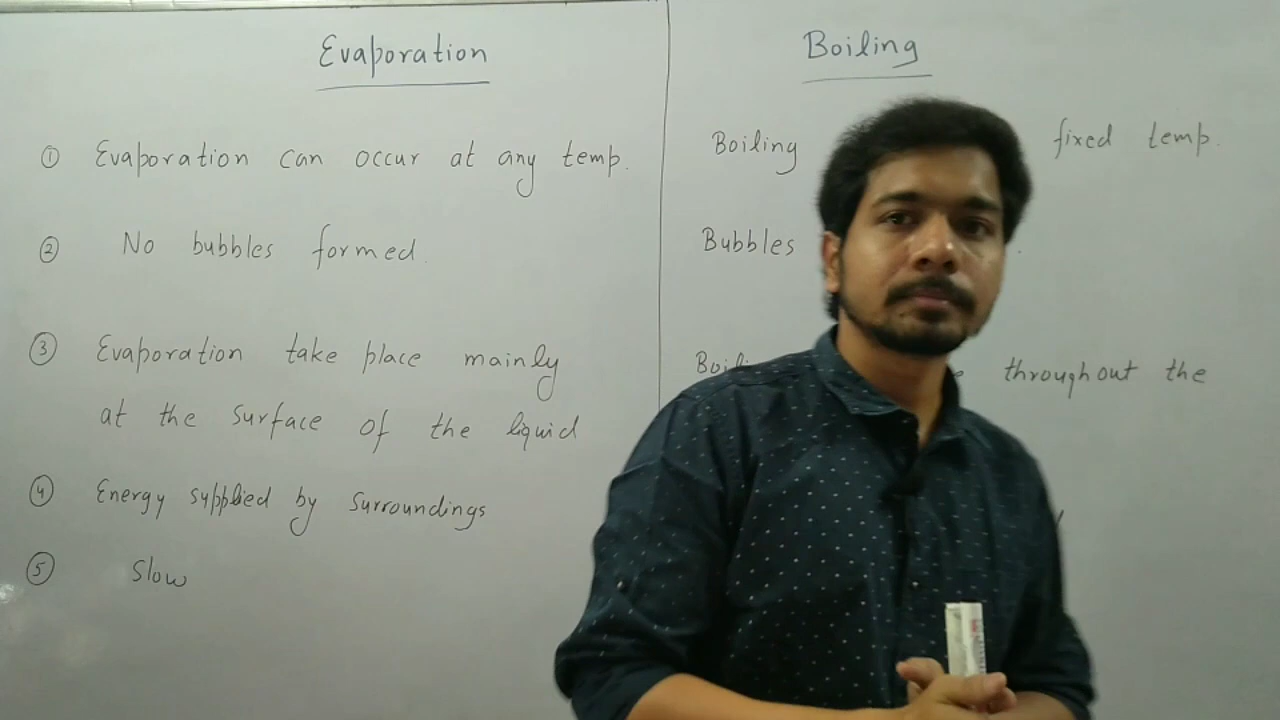 Evaporation
① Evaporation can occur at any temp.
② No bubbles formed.
③ Evaporation take place mainly
at the surface of the liquid
④ Energy supplied by surroundings
⑤ Slow
Boiling
Boiling fixed temp.
Bubbles
throughout the